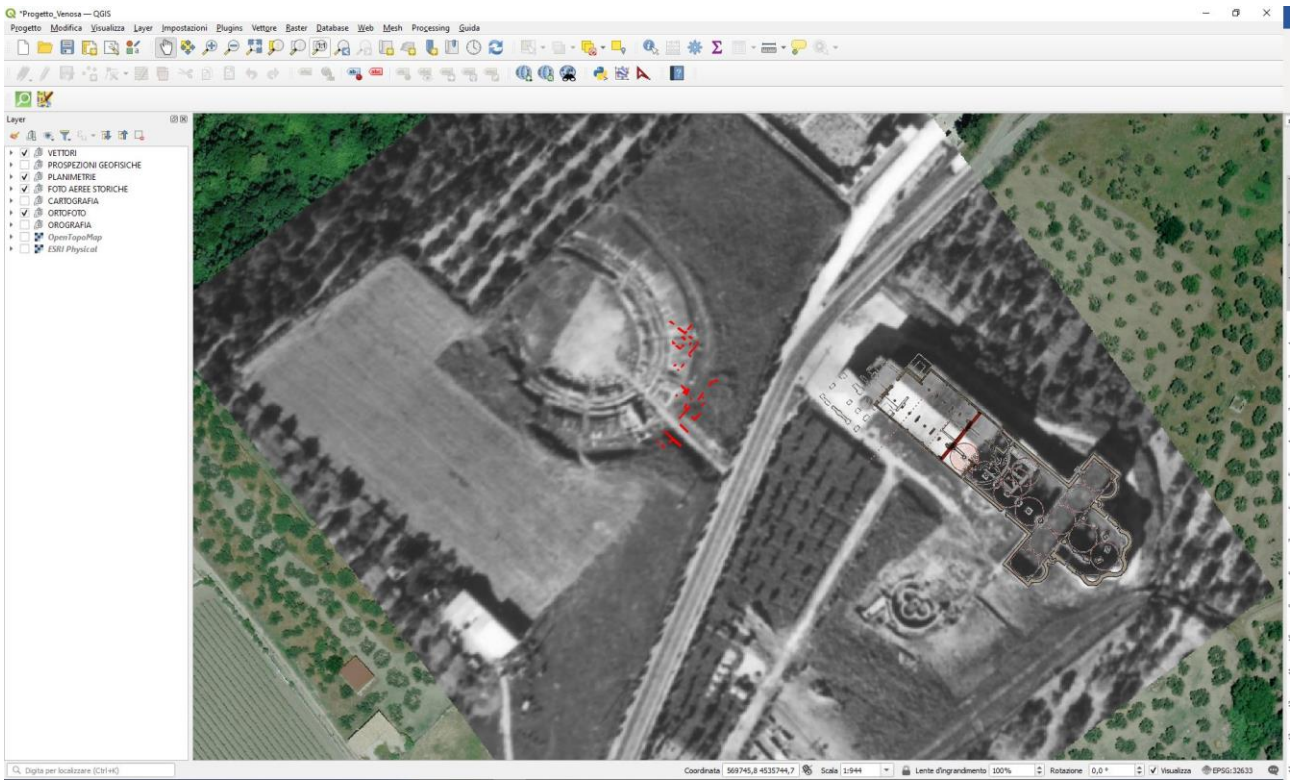 *Progetto_Venosa — QGIS
Progetto Modifica Visualizza Layer Impostazioni Plugins Vettore Raster Database Web Mesh Processing Guida
Layer
VETTORI
PROSPEZIONI GEOFISICHE
PLANIMETRIE
FOTO AEREE STORICHE
CARTOGRAFIA
ORTOFOTO
OROGRAFIA
OpenTopoMap
ESRI Physical
Digita per localizzare (Ctrl+K) Coordinata 569745,8 4535744,7 Scala 1:944 Lente d'ingrandimento 100% Rotazione 0,0 ° Visualizza EPSG:32633